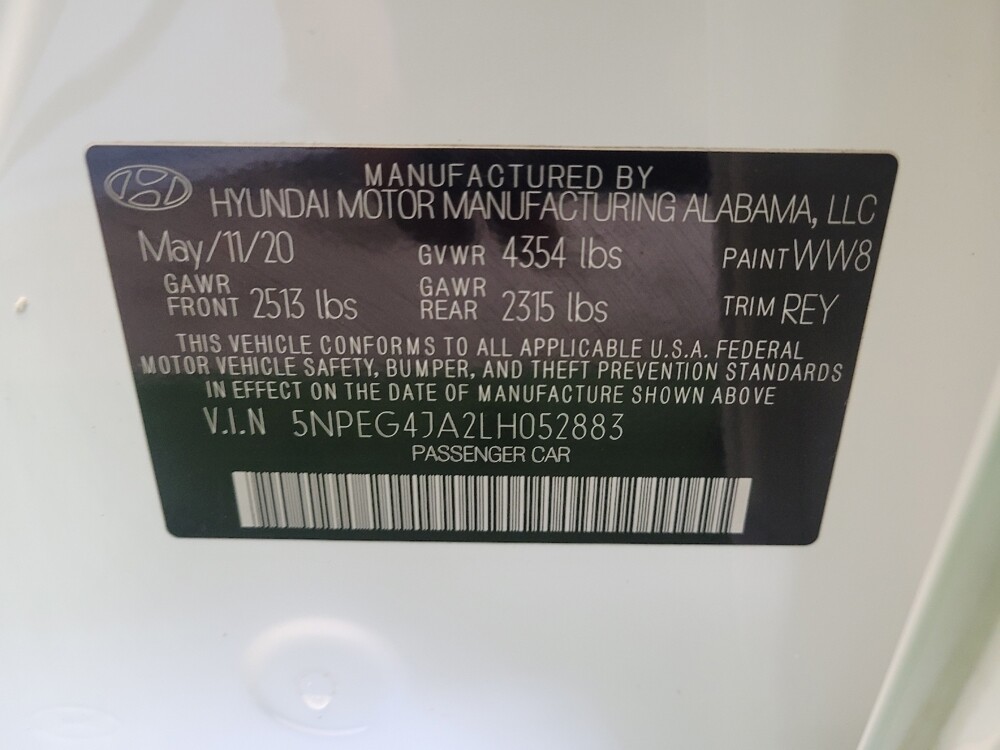 MANUFACTURED BY
HYUNDAI MOTOR MANUFACTURING ALABAMA, LLC
May/11/20 GVWR 4354 lbs PAINT WW8
GAWR FRONT 2513 lbs GAWR REAR 2315 lbs TRIM REY
THIS VEHICLE CONFORMS TO ALL APPLICABLE U.S.A. FEDERAL
MOTOR VEHICLE SAFETY, BUMPER, AND THEFT PREVENTION STANDARDS
IN EFFECT ON THE DATE OF MANUFACTURE SHOWN ABOVE
V.I.N 5NPEG4JA2LH052883
PASSENGER CAR